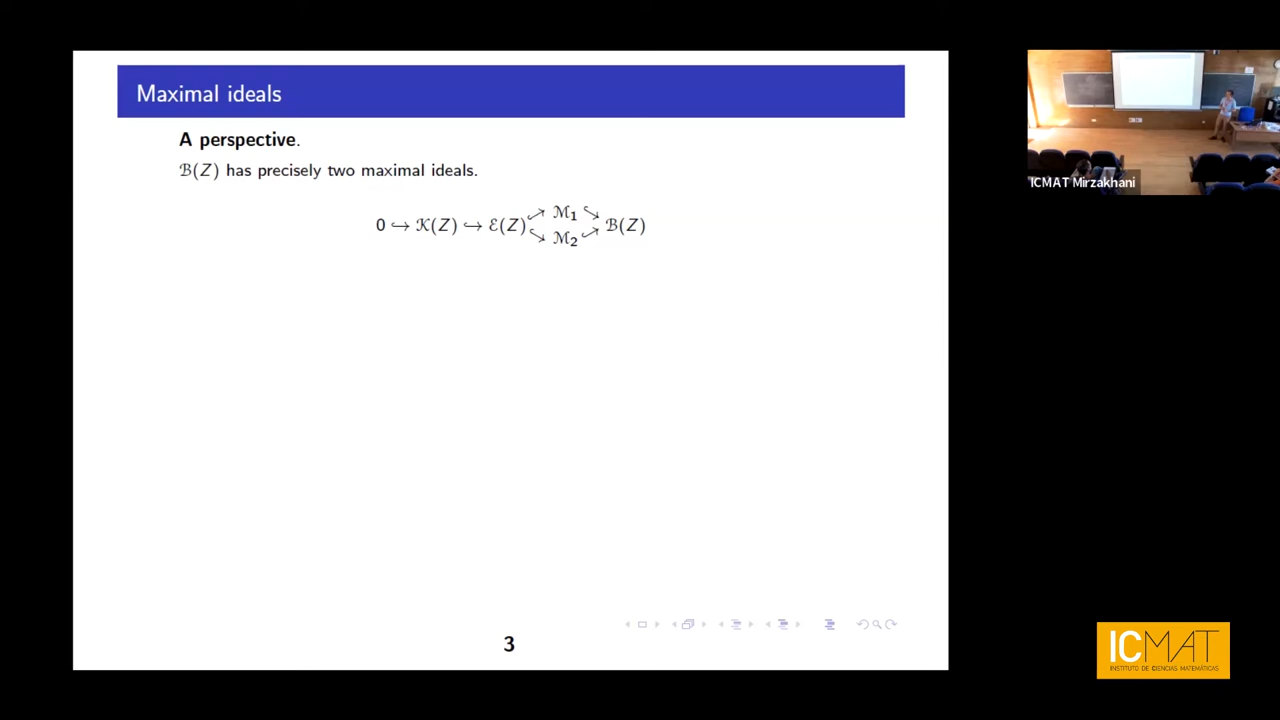 Maximal ideals
A perspective.
ℬ(Z) has precisely two maximal ideals.
0 ↪ 𝒦(Z) ↪ ℰ(Z) ↪ ℳ₁ ↪ ℬ(Z)
↪ ℳ₂ ↪
3
ICMAT Mirzakhani
ICMAT
INSTITUTO DE CIENCIAS MATEMÁTICAS